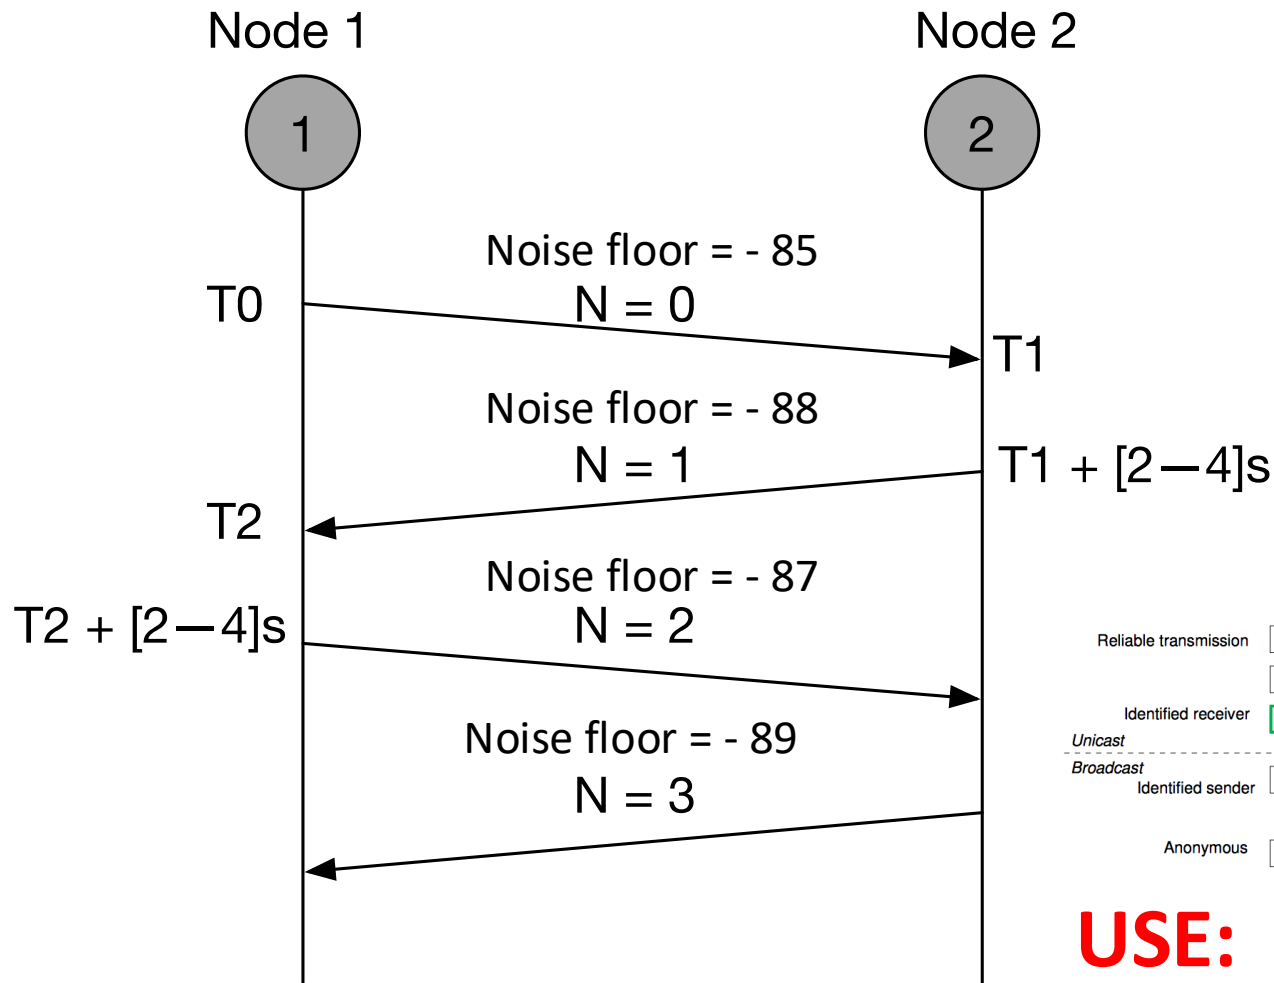 Node 1
Node 2
1
2
Noise floor = - 85
T0
N = 0
T1
Noise floor = - 88
N = 1
T1 + [2—4]s
T2
Noise floor = - 87
T2 + [2—4]s
N = 2
Reliable transmission
Identified receiver
Unicast
Broadcast
Identified sender
Noise floor = - 89
N = 3
Anonymous
USE: